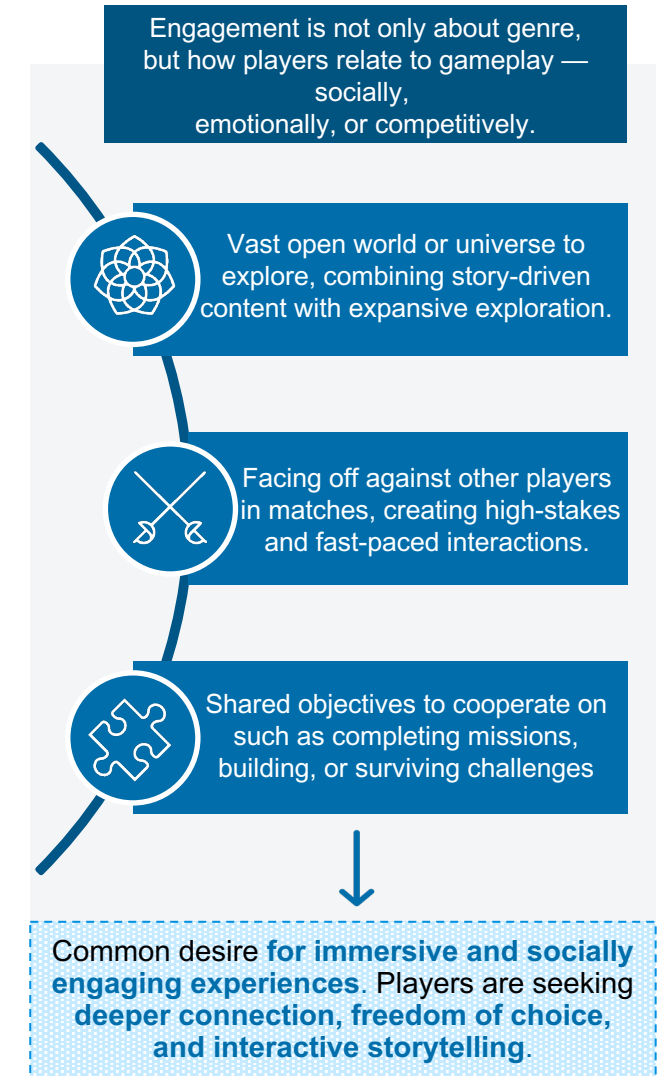 Engagement is not only about genre,
but how players relate to gameplay —
socially,
emotionally, or competitively.
Vast open world or universe to
explore, combining story-driven
content with expansive exploration.
Facing off against other players
in matches, creating high-stakes
and fast-paced interactions.
Shared objectives to cooperate on
such as completing missions,
building, or surviving challenges
Common desire for immersive and socially
engaging experiences. Players are seeking
deeper connection, freedom of choice,
and interactive storytelling.